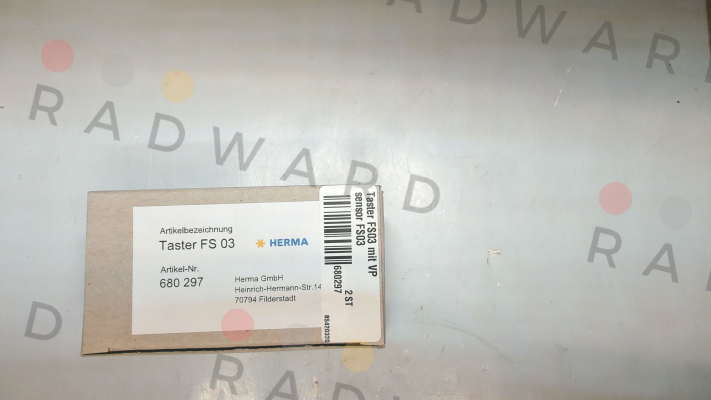 RADWARD
RADWARD
RADWARD
D
RADWARD
Artikelbezeichnung
Taster FS 03
HERMA
Artikel-Nr.
680 297
Herma GmbH
Heinrich-Hermann-Str.14
70794 Filderstadt
Taster FS03 mit VP
sensor FS03
680297
2 ST
85470320